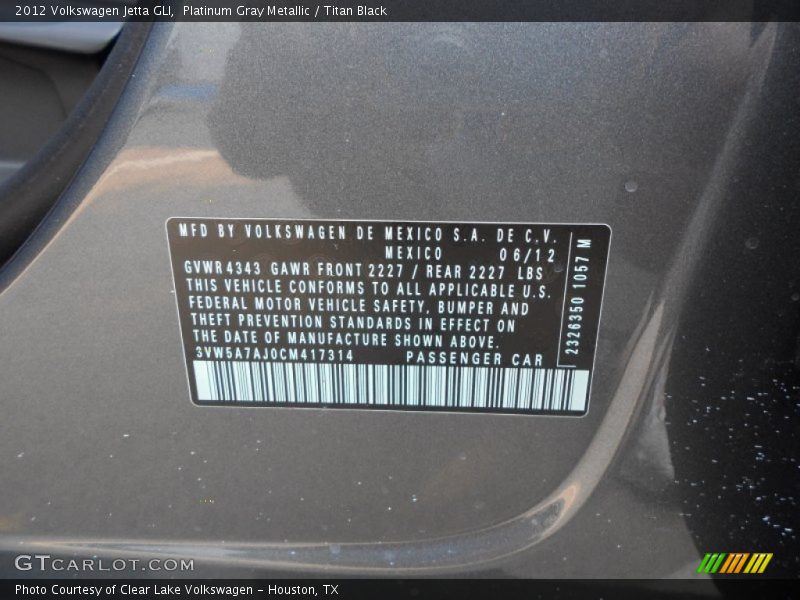 2012 Volkswagen Jetta GLI, Platinum Gray Metallic / Titan Black
MFD BY VOLKSWAGEN DE MEXICO S.A. DE C.V.
MEXICO 06/12
GVWR 4343 GAWR FRONT 2227 / REAR 2227 LBS
THIS VEHICLE CONFORMS TO ALL APPLICABLE U.S.
FEDERAL MOTOR VEHICLE SAFETY, BUMPER AND
THEFT PREVENTION STANDARDS IN EFFECT ON
THE DATE OF MANUFACTURE SHOWN ABOVE.
3VW5A7AJ0CM417314 PASSENGER CAR
2326350 1057 M
GTCARLOT.COM
Photo Courtesy of Clear Lake Volkswagen – Houston, TX